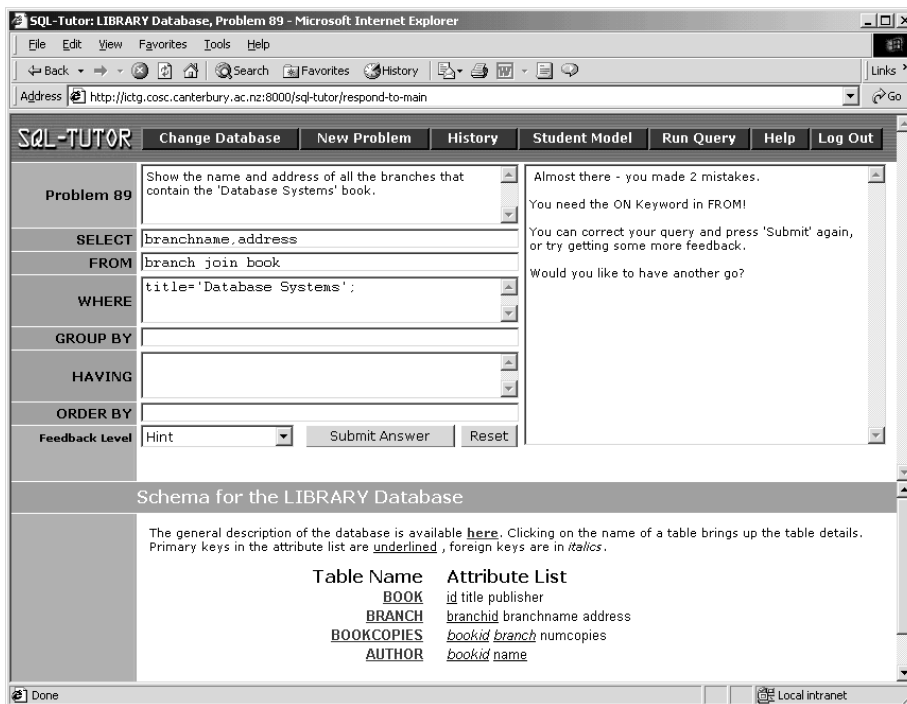 SQL-Tutor: LIBRARY Database, Problem 89 - Microsoft Internet Explorer
File Edit View Favorites Tools Help
Back Search Favorites History Links
Address http://ictg.cosc.canterbury.ac.nz:8000/sql-tutor/respond-to-main Go
SQL-TUTOR Change Database New Problem History Student Model Run Query Help Log Out
Problem 89
Show the name and address of all the branches that
contain the 'Database Systems' book.
SELECT branchname,address
FROM branch join book
WHERE title='Database Systems';
GROUP BY
HAVING
ORDER BY
Feedback Level Hint Submit Answer Reset
Almost there - you made 2 mistakes.
You need the ON Keyword in FROM!
You can correct your query and press 'Submit' again,
or try getting some more feedback.
Would you like to have another go?
Schema for the LIBRARY Database
The general description of the database is available here. Clicking on the name of a table brings up the table details.
Primary keys in the attribute list are underlined , foreign keys are in italics.
Table Name Attribute List
BOOK id title publisher
BRANCH branchid branchname address
BOOKCOPIES bookid branch numcopies
AUTHOR bookid name
Done Local intranet